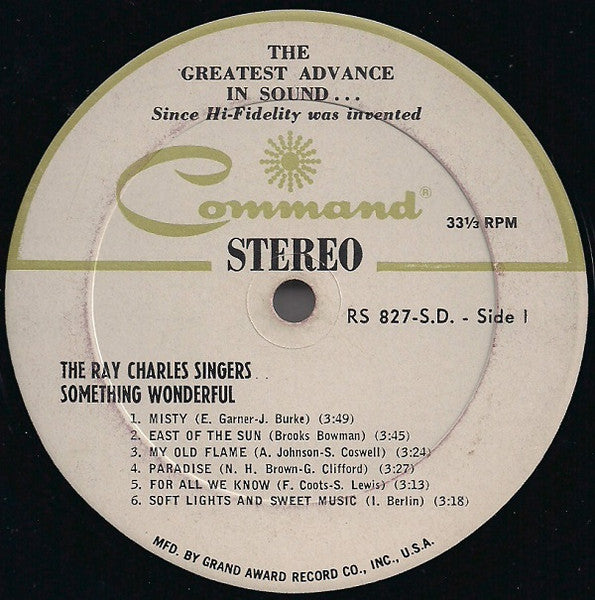 THE
GREATEST ADVANCE
IN SOUND...
Since Hi-Fidelity was invented
Command®
33⅓ RPM
STEREO
RS 827-S.D. - Side 1
THE RAY CHARLES SINGERS..
SOMETHING WONDERFUL
1. MISTY (E. Garner-J. Burke) (3:49)
2. EAST OF THE SUN (Brooks Bowman) (3:45)
3. MY OLD FLAME (A. Johnson-S. Coswell) (3:24)
4. PARADISE (N. H. Brown-G. Clifford) (3:27)
5. FOR ALL WE KNOW (F. Coots-S. Lewis) (3:13)
6. SOFT LIGHTS AND SWEET MUSIC (I. Berlin) (3:18)
MFD. BY GRAND AWARD RECORD CO., INC., U.S.A.